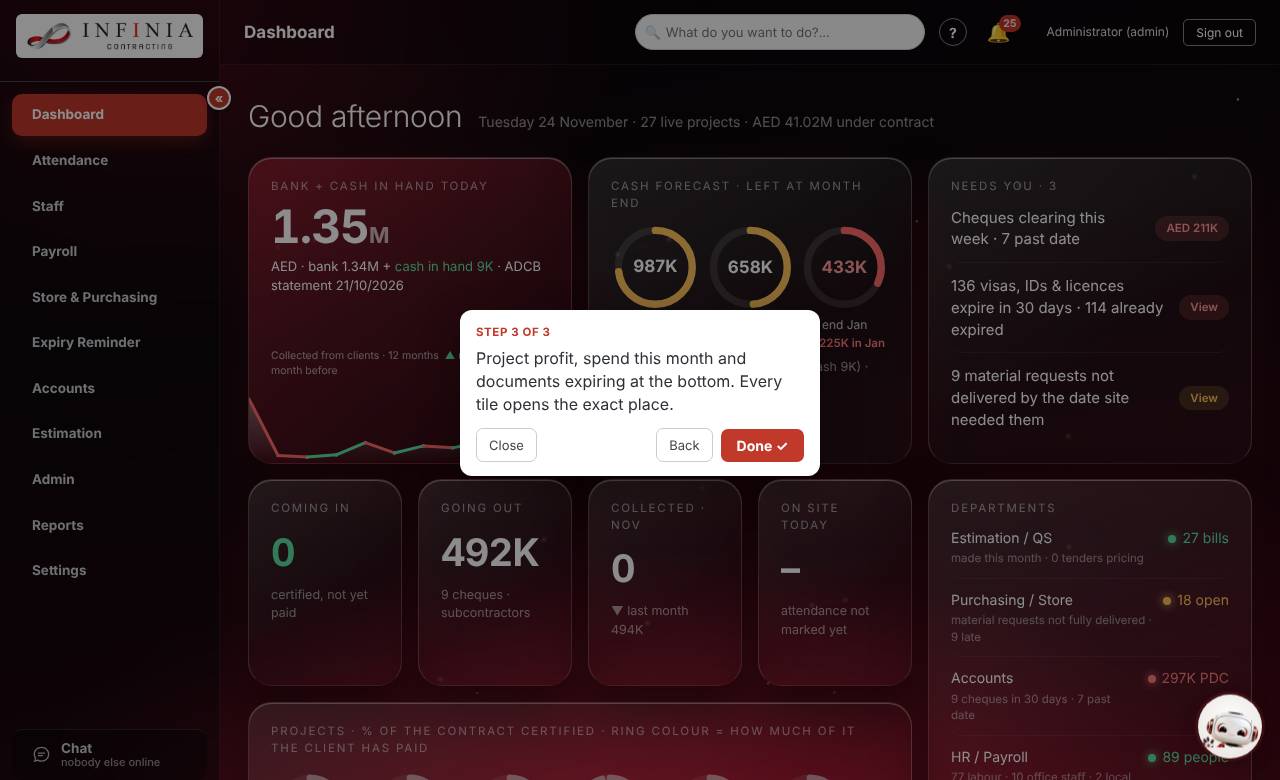 INFINIA
CONTRACTING
Dashboard
What do you want to do?...
?
25
Administrator (admin)
Sign out
«
Dashboard
Attendance
Staff
Payroll
Store & Purchasing
Expiry Reminder
Accounts
Estimation
Admin
Reports
Settings
Chat
nobody else online
Good afternoon
Tuesday 24 November · 27 live projects · AED 41.02M under contract
BANK + CASH IN HAND TODAY
1.35M
AED · bank 1.34M + cash in hand 9K · ADCB
statement 21/10/2026
Collected from clients · 12 months ▲
month before
CASH FORECAST · LEFT AT MONTH
END
987K
658K
433K
end Jan
225K in Jan
cash 9K) ·
NEEDS YOU · 3
Cheques clearing this
week · 7 past date
AED 211K
136 visas, IDs & licences
expire in 30 days · 114 already
expired
View
9 material requests not
delivered by the date site
needed them
View
STEP 3 OF 3
Project profit, spend this month and
documents expiring at the bottom. Every
tile opens the exact place.
Close
Back
Done ✓
COMING IN
0
certified, not yet
paid
GOING OUT
492K
9 cheques ·
subcontractors
COLLECTED ·
NOV
0
▼ last month
494K
ON SITE
TODAY
–
attendance not
marked yet
DEPARTMENTS
Estimation / QS
27 bills
made this month · 0 tenders pricing
Purchasing / Store
18 open
material requests not fully delivered ·
9 late
Accounts
297K PDC
9 cheques in 30 days · 7 past
date
HR / Payroll
89 people
77 labour · 10 office staff · 2 local
PROJECTS · % OF THE CONTRACT CERTIFIED · RING COLOUR = HOW MUCH OF IT
THE CLIENT HAS PAID